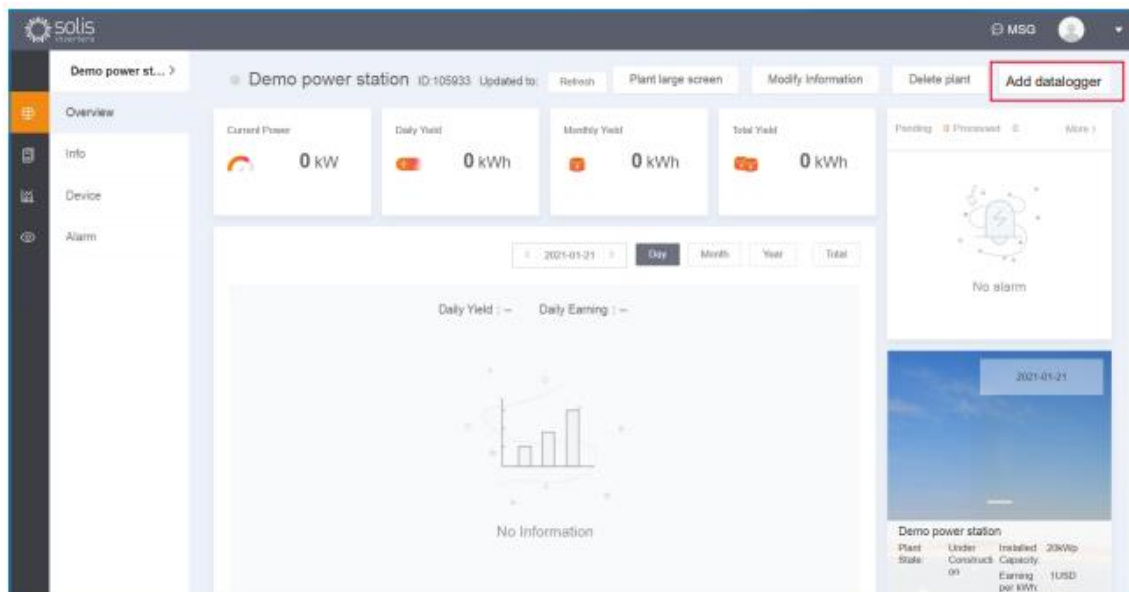 solis
inverters
MSG
Demo power st... >
Overview
Info
Device
Alarm
Demo power station ID:105933 Updated to: Refresh Plant large screen Modify Information Delete plant Add datalogger
Current Power Daily Yield Monthly Yield Total Yield
0 kW 0 kWh 0 kWh 0 kWh
Pending 0 Processed 0 More >
No alarm
< 2021-01-21 > Day Month Year Total
Daily Yield : -- Daily Earning : --
No Information
2021-01-21
Demo power station
Plant State: Under Constructi on
Installed Capacity: 20kWp
Earning per kWh: 1USD